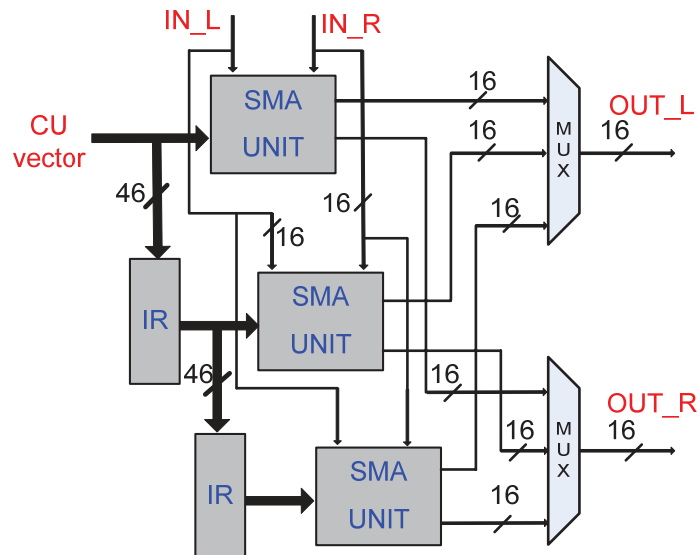 IN_L
IN_R
SMA
UNIT
16
MUX
OUT_L
16
CU
vector
16
46
16
16
16
IR
SMA
UNIT
46
16
OUT_R
16
16
MUX
IR
SMA
UNIT
16